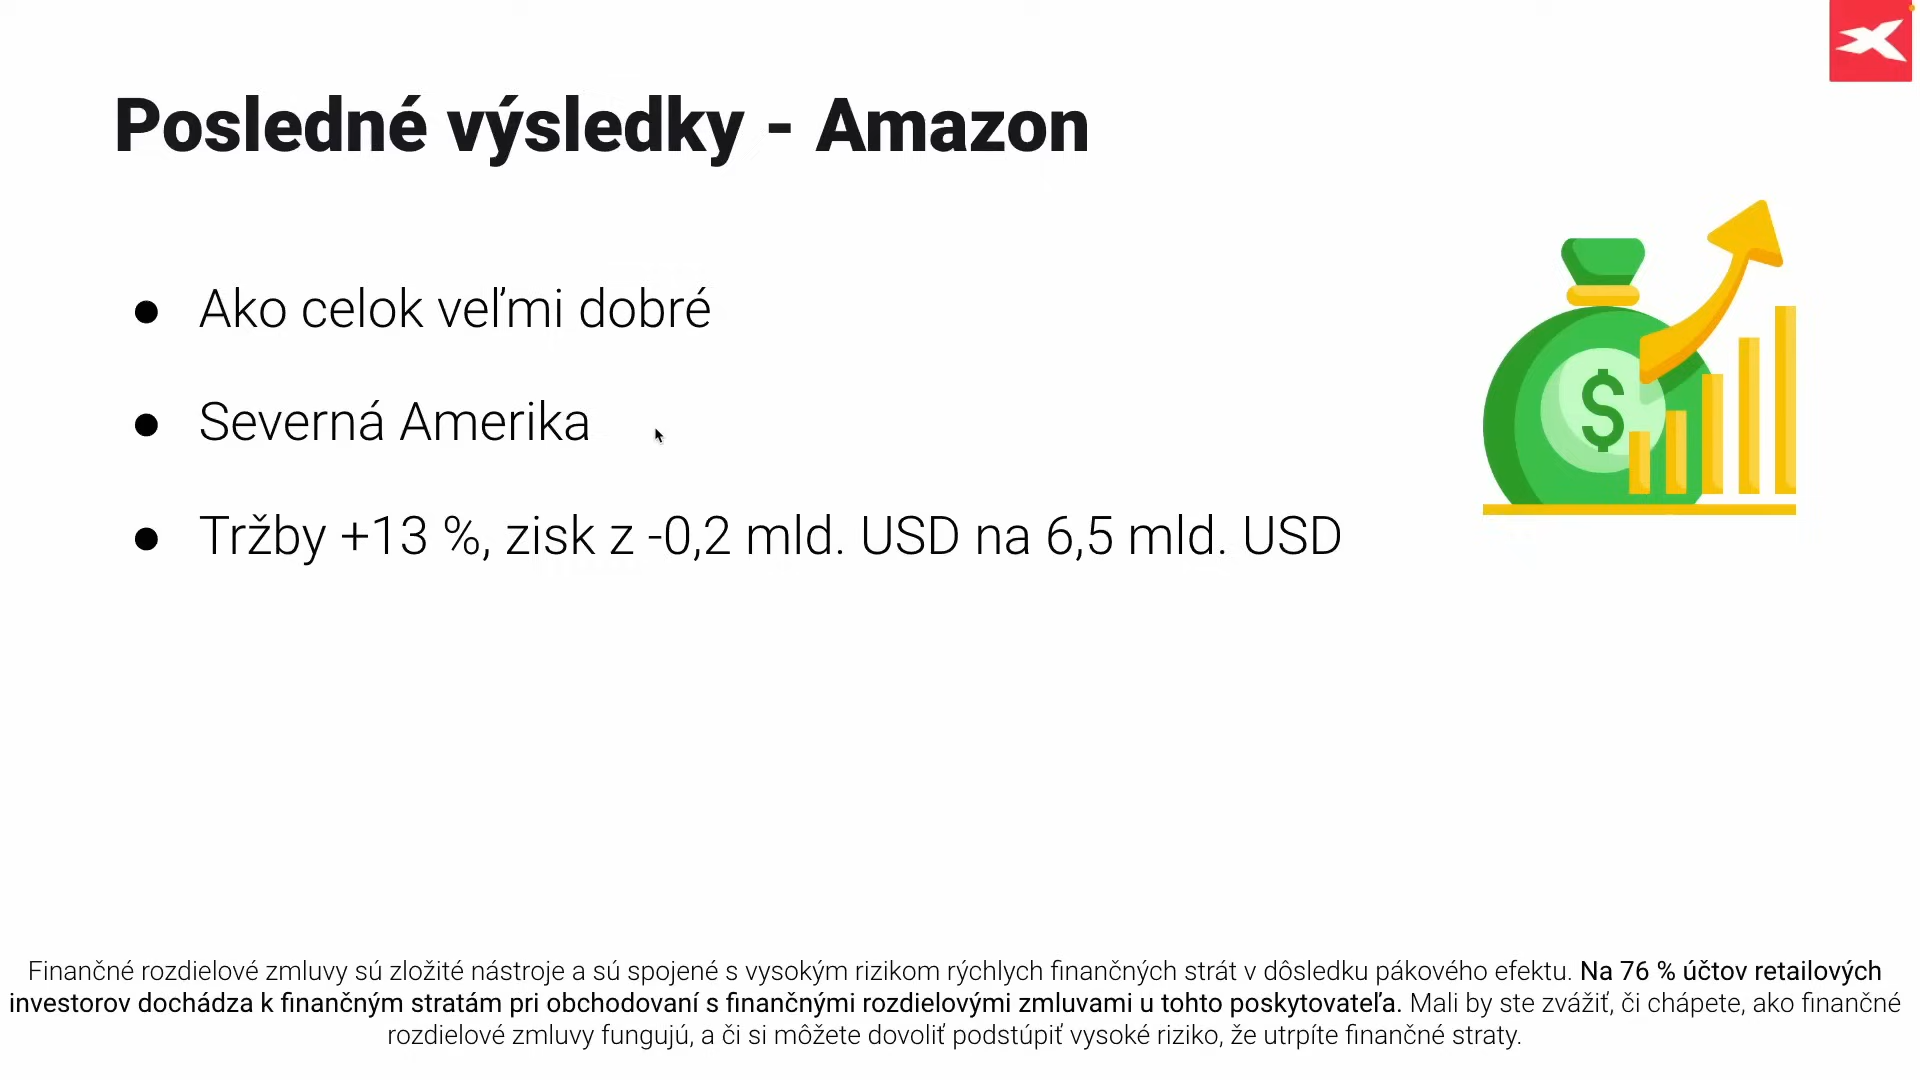 Posledné výsledky - Amazon
● Ako celok veľmi dobré
● Severná Amerika
● Tržby +13 %, zisk z -0,2 mld. USD na 6,5 mld. USD
$
Finančné rozdielové zmluvy sú zložité nástroje a sú spojené s vysokým rizikom rýchlych finančných strát v dôsledku pákového efektu. Na 76 % účtov retailových
investorov dochádza k finančným stratám pri obchodovaní s finančnými rozdielovými zmluvami u tohto poskytovateľa. Mali by ste zvážiť, či chápete, ako finančné
rozdielové zmluvy fungujú, a či si môžete dovoliť podstúpiť vysoké riziko, že utrpíte finančné straty.